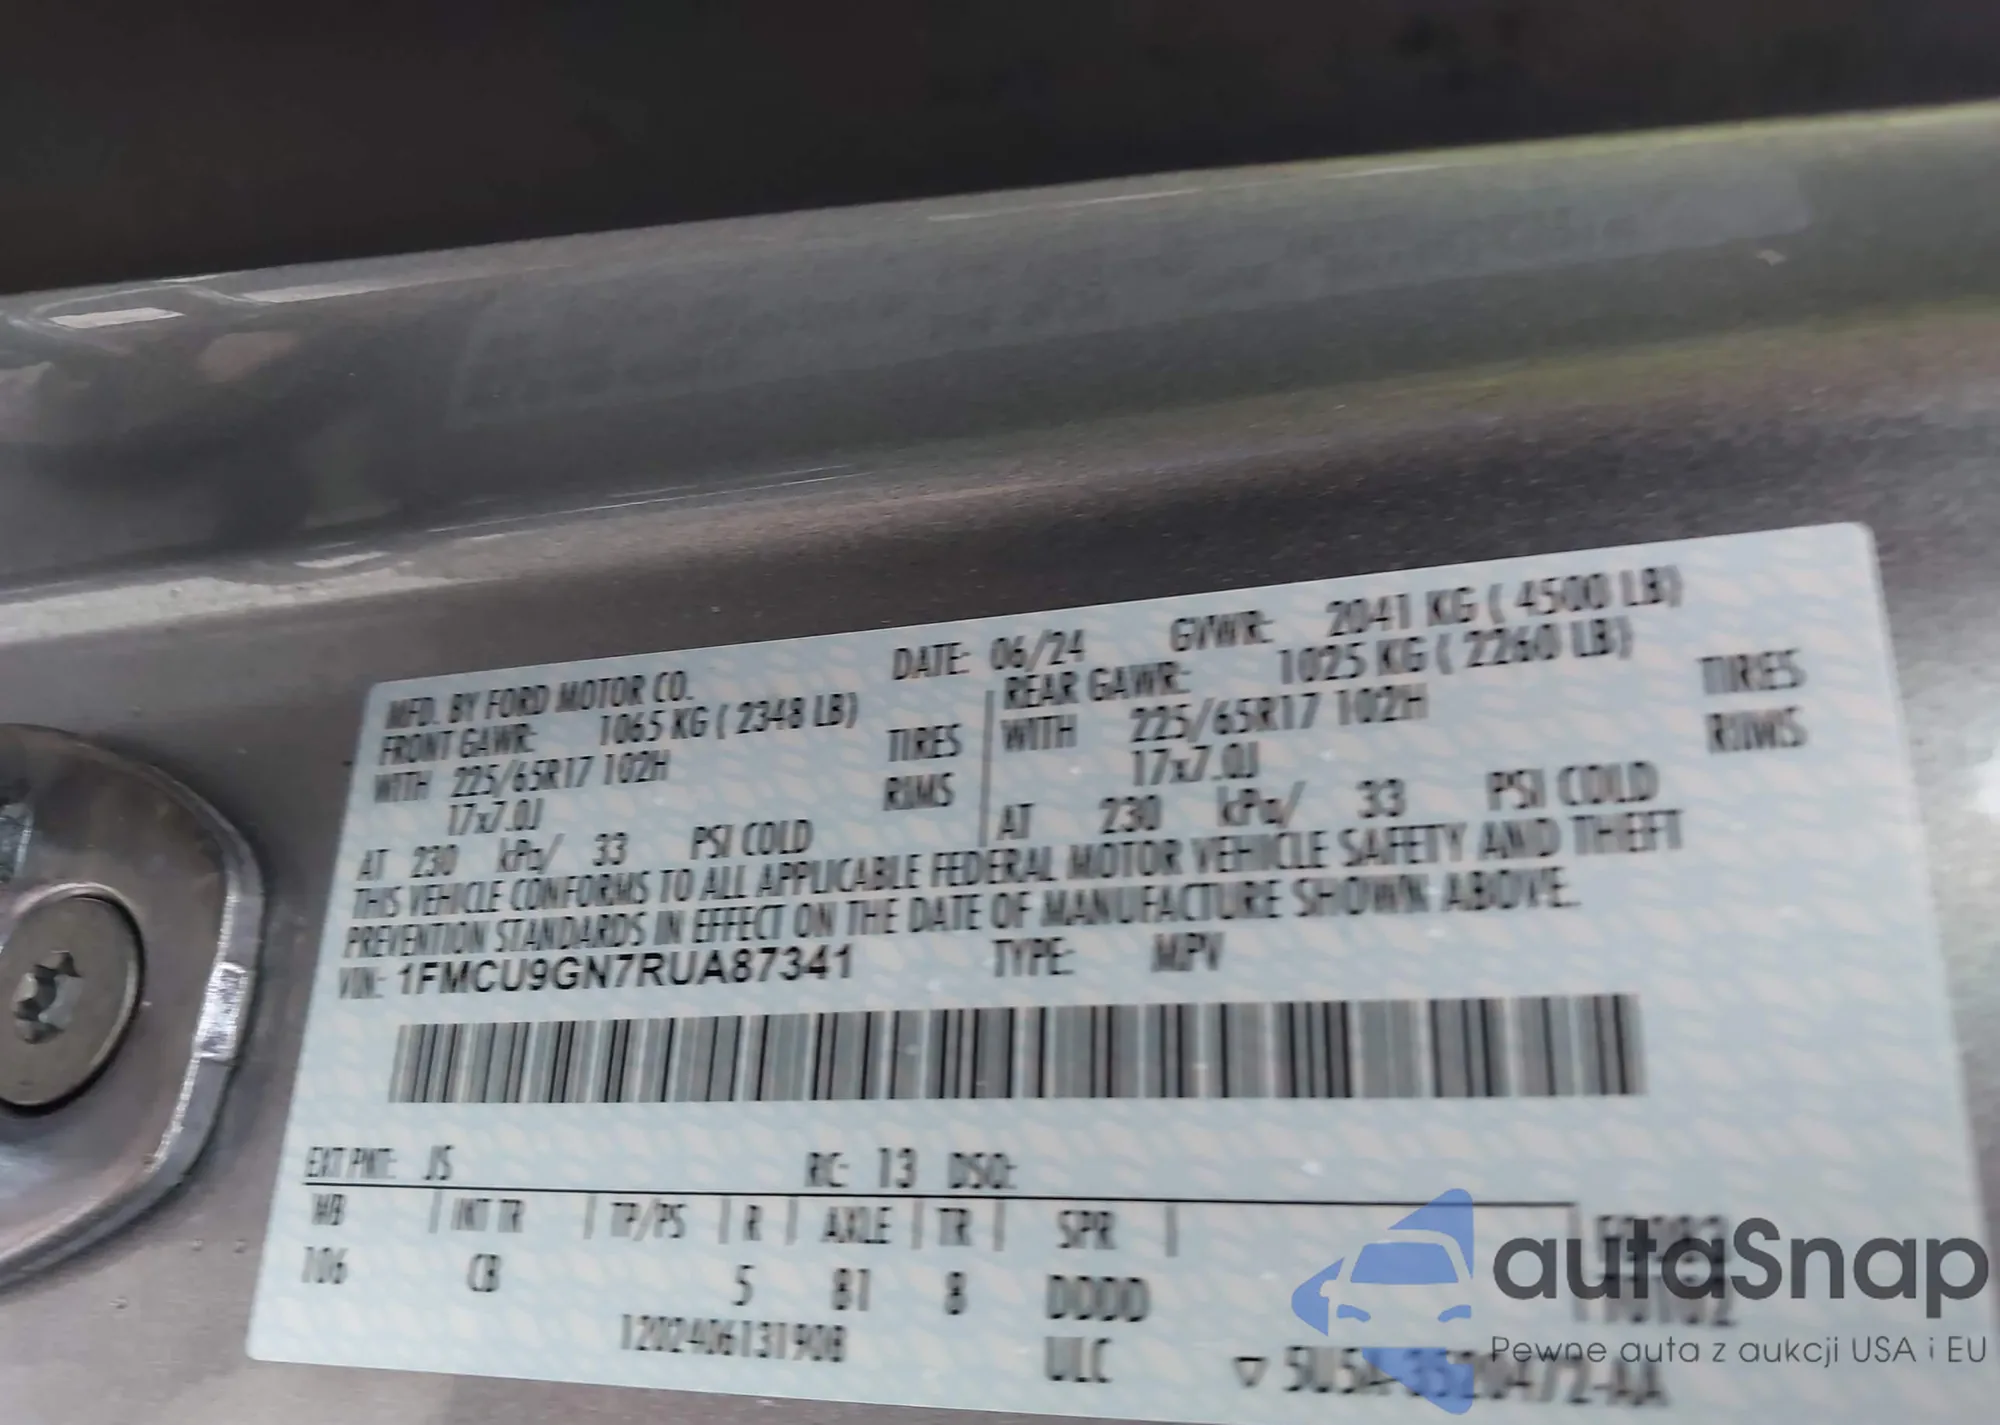 MFD. BY FORD MOTOR CO. DATE: 06/24 GVWR: 2041 KG ( 4500 LB)
FRONT GAWR: 1065 KG ( 2348 LB) REAR GAWR: 1025 KG ( 2260 LB)
WITH 225/65R17 102H TIRES WITH 225/65R17 102H TIRES
17x7.0J RIMS 17x7.0J RIMS
AT 230 kPa/ 33 PSI COLD AT 230 kPa/ 33 PSI COLD
THIS VEHICLE CONFORMS TO ALL APPLICABLE FEDERAL MOTOR VEHICLE SAFETY AND THEFT
PREVENTION STANDARDS IN EFFECT ON THE DATE OF MANUFACTURE SHOWN ABOVE.
VIN: 1FMCU9GN7RUA87341 TYPE: MPV
EXT PNT: JS RC: 13 DSO:
WB INT TR TP/PS R AXLE TR SPR
106 CB 5 81 8 DDDD
1202406131908 ULC
autaSnap
Pewne auta z aukcji USA i EU